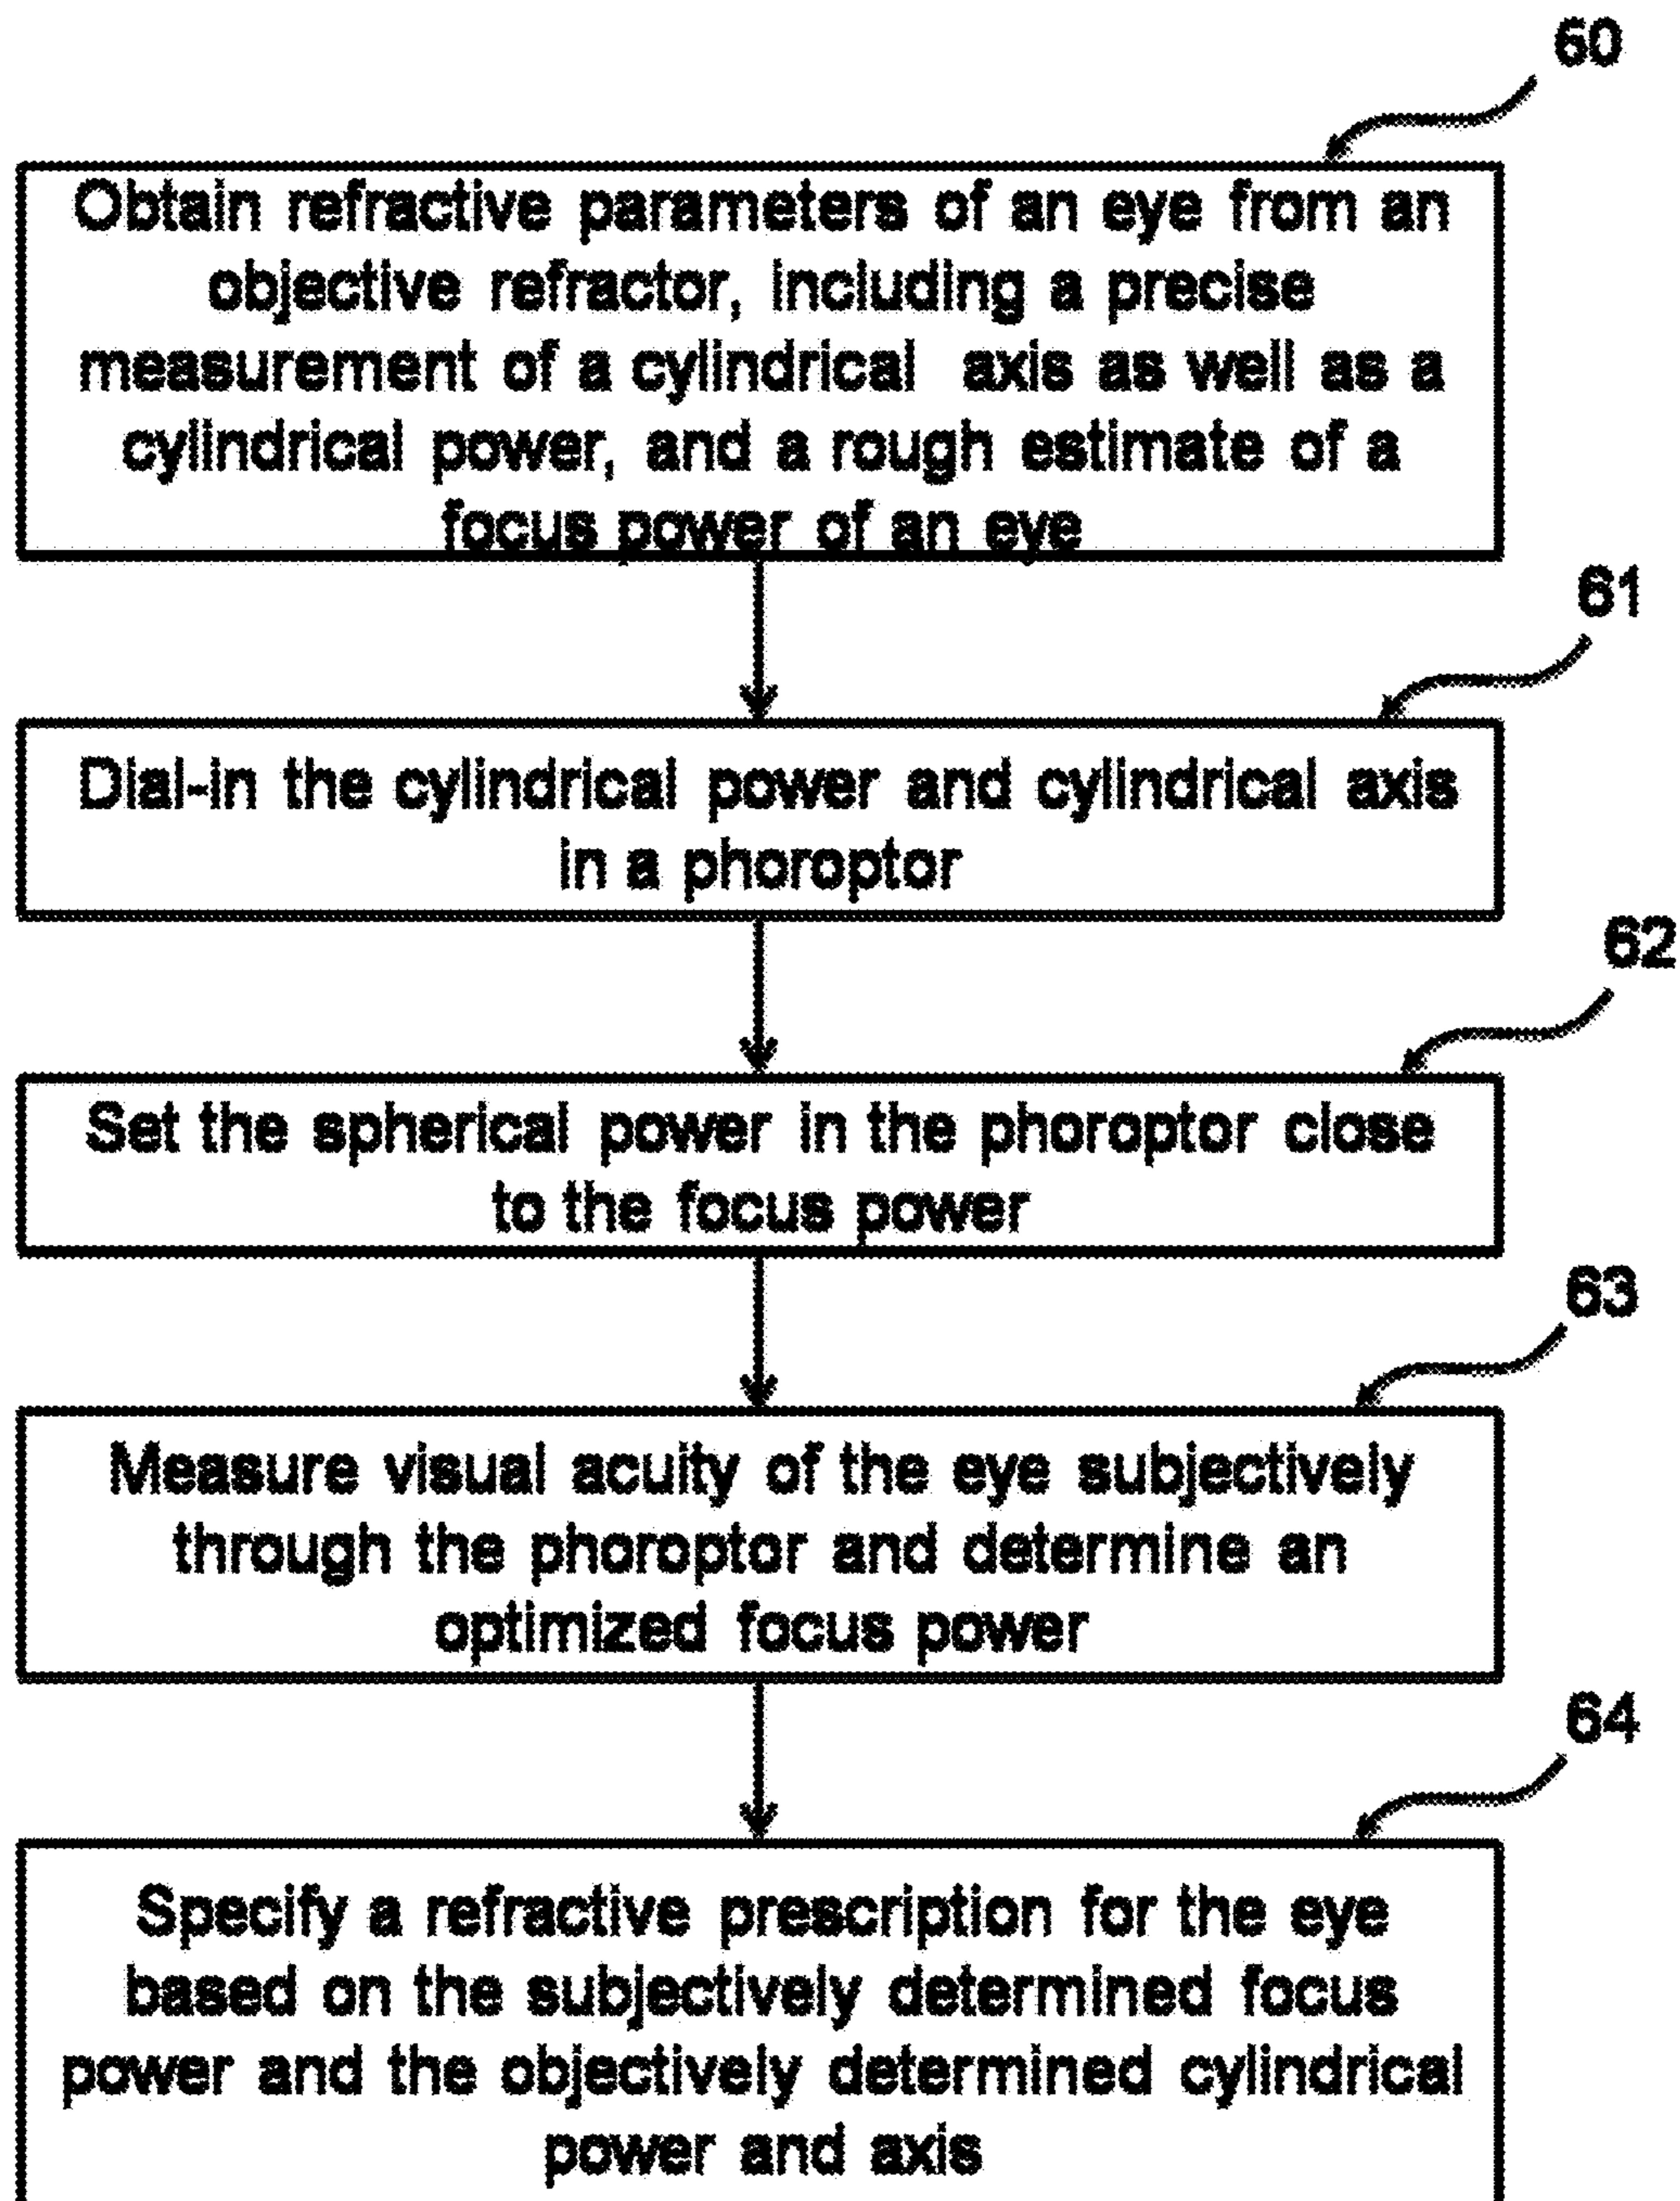 60
Obtain refractive parameters of an eye from an
objective refractor, including a precise
measurement of a cylindrical axis as well as a
cylindrical power, and a rough estimate of a
focus power of an eye
61
Dial-in the cylindrical power and cylindrical axis
in a phoroptor
62
Set the spherical power in the phoroptor close
to the focus power
63
Measure visual acuity of the eye subjectively
through the phoroptor and determine an
optimized focus power
64
Specify a refractive prescription for the eye
based on the subjectively determined focus
power and the objectively determined cylindrical
power and axis